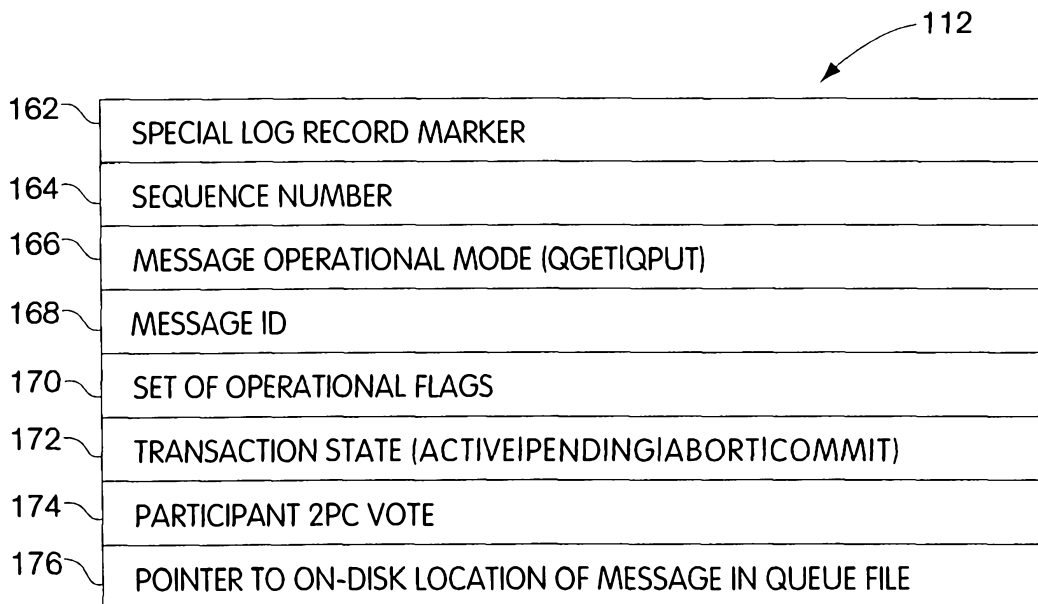 112
162 SPECIAL LOG RECORD MARKER
164 SEQUENCE NUMBER
166 MESSAGE OPERATIONAL MODE (QGET|QPUT)
168 MESSAGE ID
170 SET OF OPERATIONAL FLAGS
172 TRANSACTION STATE (ACTIVE|PENDING|ABORT|COMMIT)
174 PARTICIPANT 2PC VOTE
176 POINTER TO ON-DISK LOCATION OF MESSAGE IN QUEUE FILE